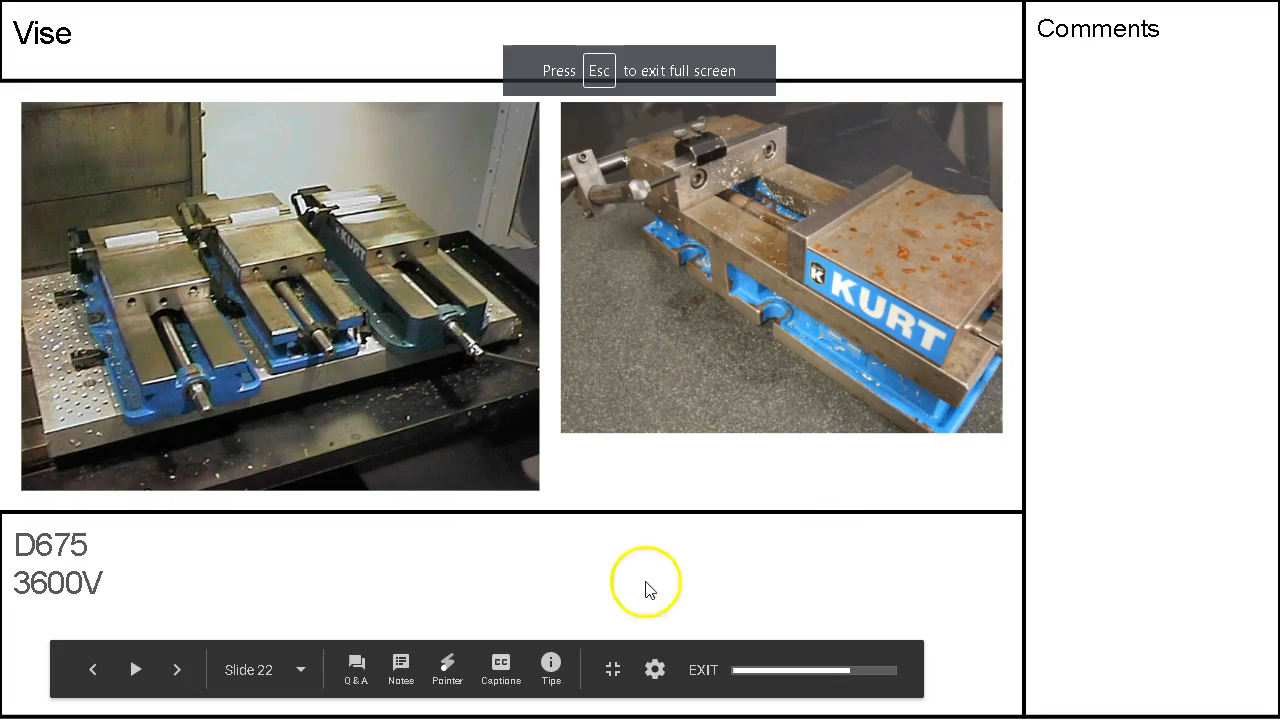 Vise
Comments
Press Esc to exit full screen
KURT
K KURT
D675
3600V
Slide 22
Q & A
Notes
Pointer
CC
Captions
Tips
EXIT